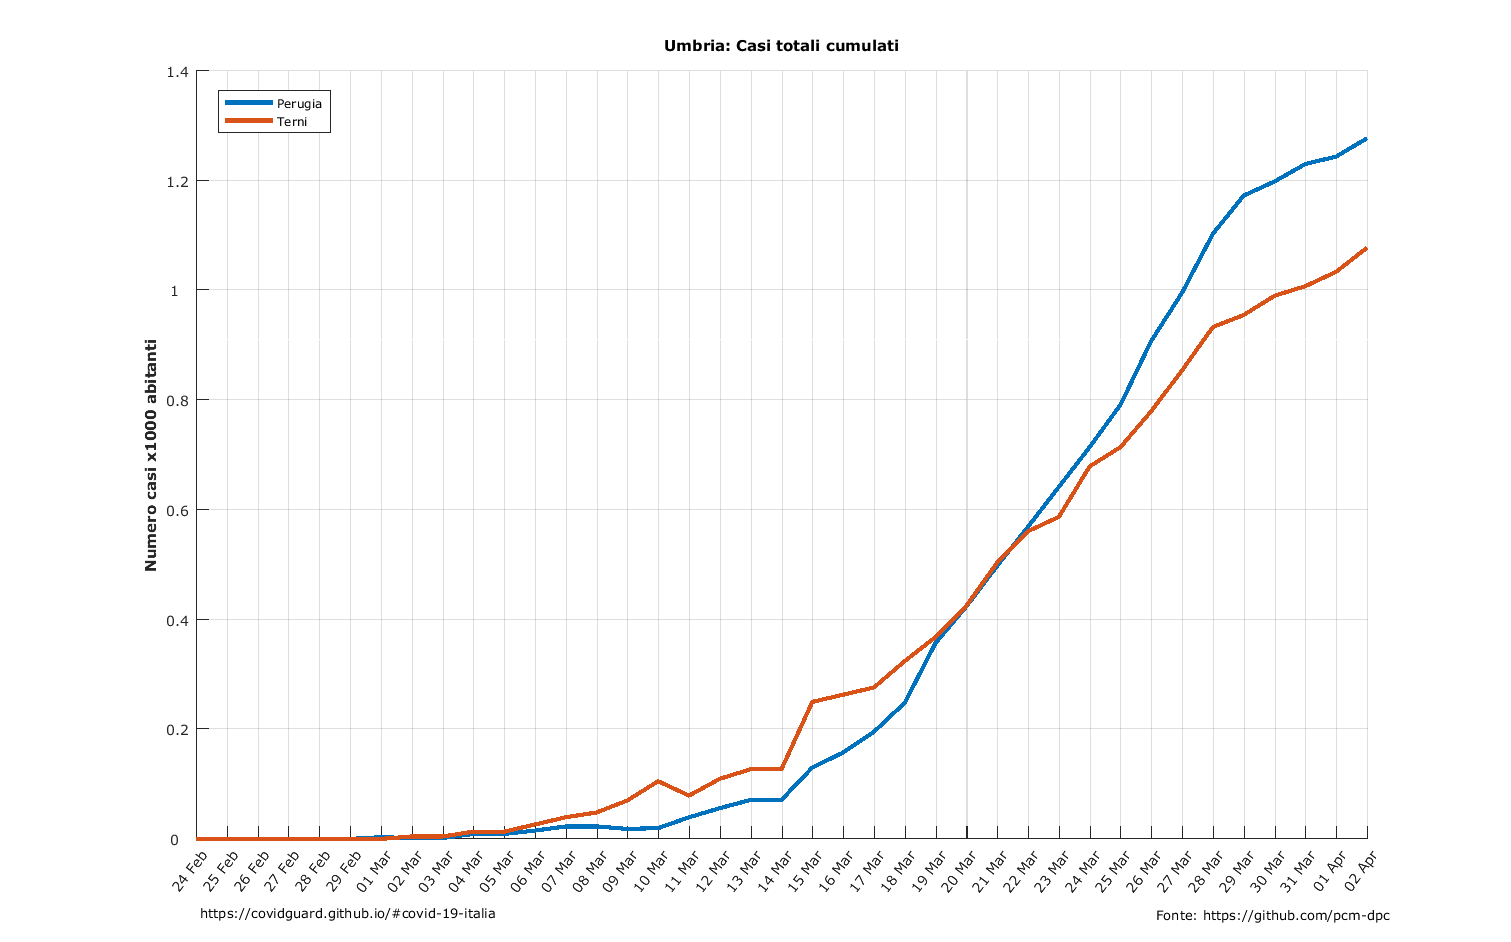 Umbria: Casi totali cumulati
Perugia
Terni
Numero casi x1000 abitanti
1.4
1.2
1
0.8
0.6
0.4
0.2
0
24 Feb
25 Feb
26 Feb
27 Feb
28 Feb
29 Feb
01 Mar
02 Mar
03 Mar
04 Mar
05 Mar
06 Mar
07 Mar
08 Mar
09 Mar
10 Mar
11 Mar
12 Mar
13 Mar
14 Mar
15 Mar
16 Mar
17 Mar
18 Mar
19 Mar
20 Mar
21 Mar
22 Mar
23 Mar
24 Mar
25 Mar
26 Mar
27 Mar
28 Mar
29 Mar
30 Mar
31 Mar
01 Apr
02 Apr
https://covidguard.github.io/#covid-19-italia
Fonte: https://github.com/pcm-dpc